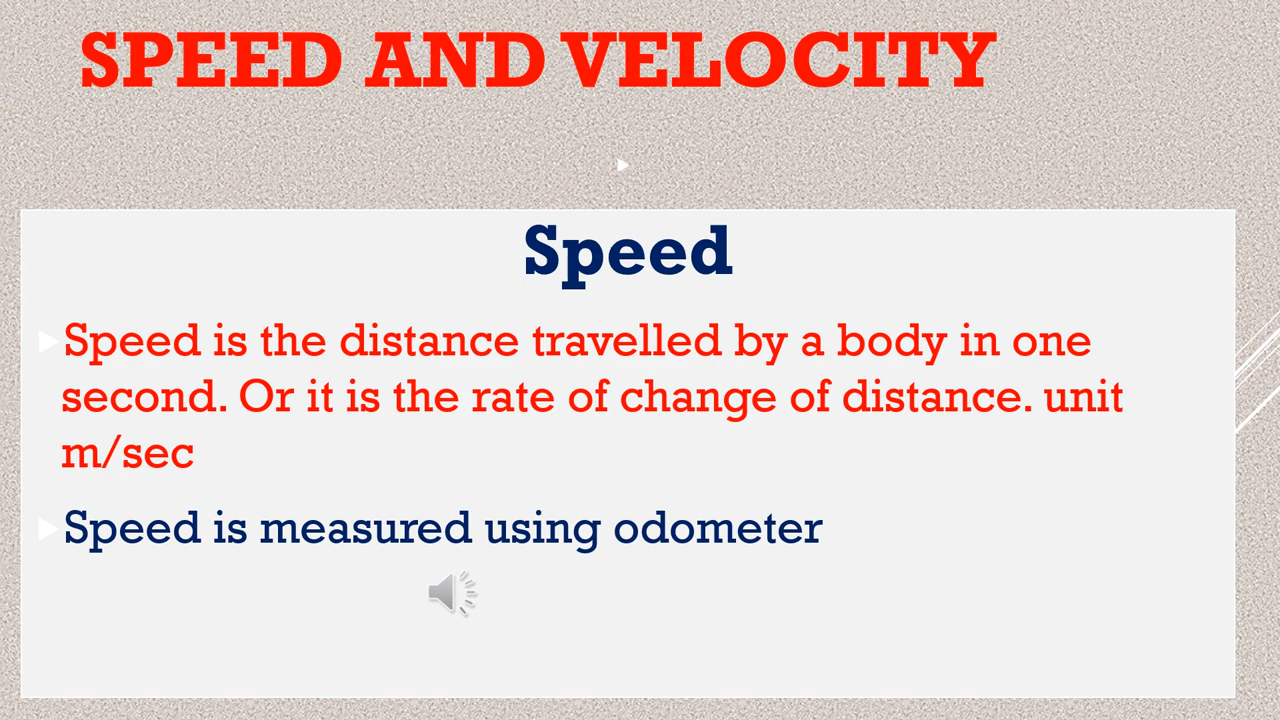 SPEED AND VELOCITY
Speed
Speed is the distance travelled by a body in one
second. Or it is the rate of change of distance. unit
m/sec
Speed is measured using odometer